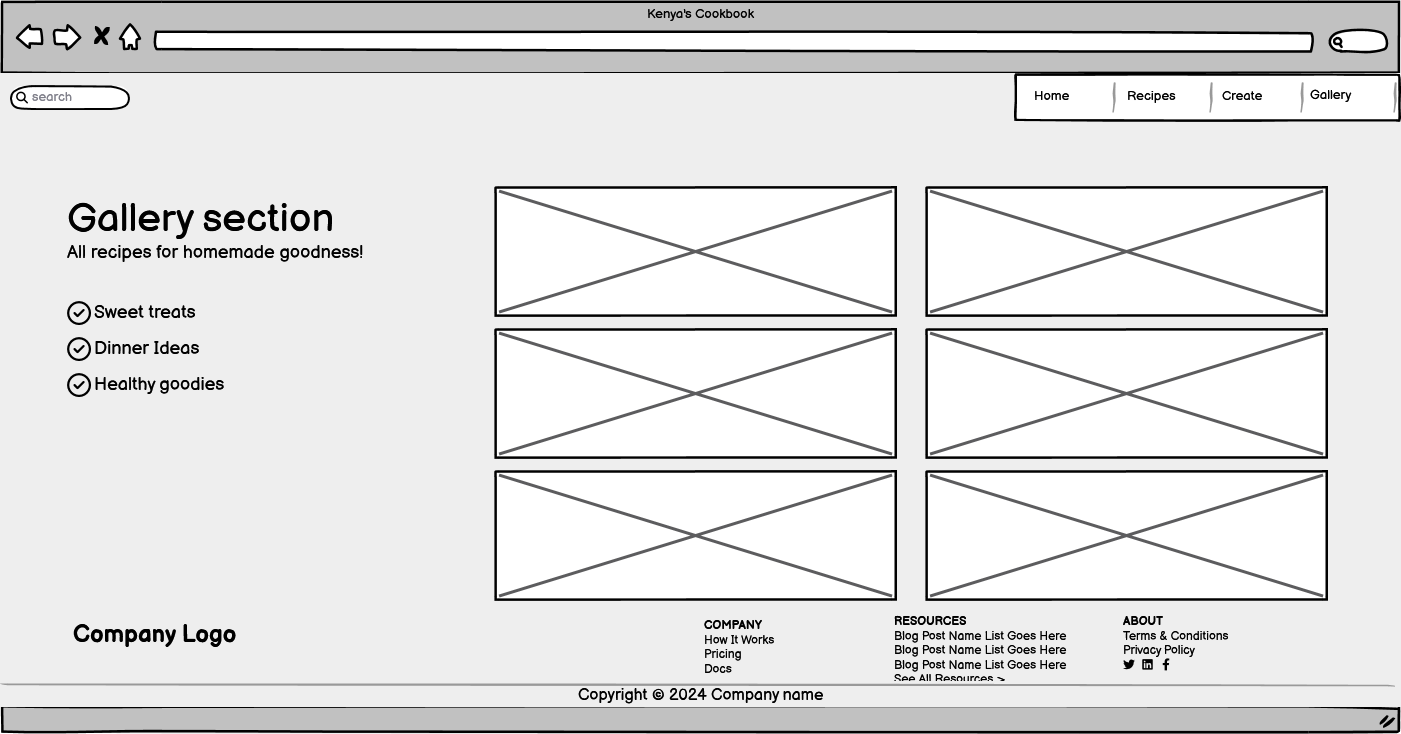 Kenya's Cookbook
search
Home
Recipes
Create
Gallery
Gallery section
All recipes for homemade goodness!
Sweet treats
Dinner Ideas
Healthy goodies
Company Logo
COMPANY
How It Works
Pricing
Docs
RESOURCES
Blog Post Name List Goes Here
Blog Post Name List Goes Here
Blog Post Name List Goes Here
See All Resources >
ABOUT
Terms & Conditions
Privacy Policy
Copyright © 2024 Company name